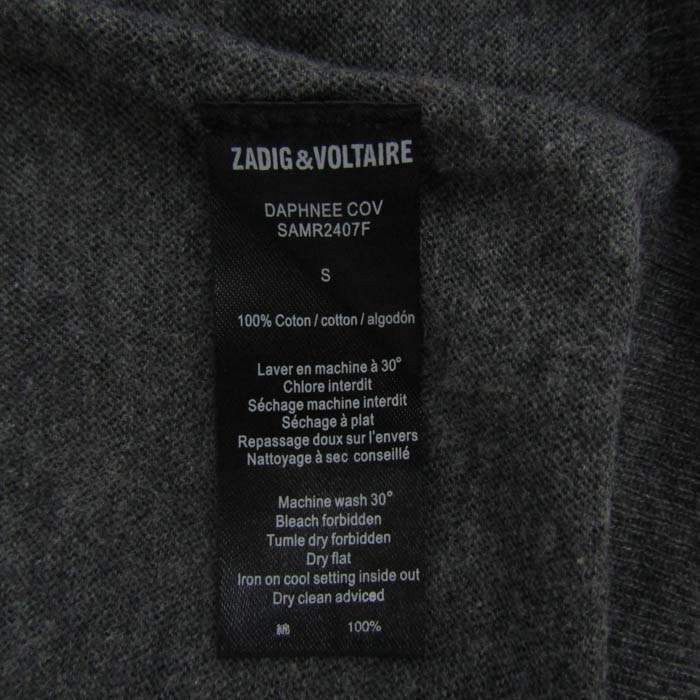 ZADIG&VOLTAIRE
DAPHNEE COV
SAMR2407F
S
100% Coton / cotton / algodón
Laver en machine à 30°
Chlore interdit
Séchage machine interdit
Séchage à plat
Repassage doux sur l'envers
Nattoyage à sec conseillé
Machine wash 30°
Bleach forbidden
Tumle dry forbidden
Dry flat
Iron on cool setting inside out
Dry clean adviced
綿 100%